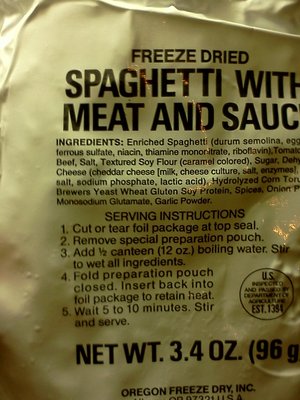 FREEZE DRIED
SPAGHETTI WITH
MEAT AND SAUC
INGREDIENTS: Enriched Spaghetti (durum semolina, egg
ferrous sulfate, niacin, thiamine mononitrate, riboflavin), Tomato
Beef, Salt, Textured Soy Flour (caramel colored), Sugar, Dehy
Cheese (cheddar cheese [milk, cheese culture, salt, enzymes],
salt, sodium phosphate, lactic acid), Hydrolyzed Corn Toru
Brewers Yeast Wheat Gluten Soy Protein, Spices, Onion P
Monosodium Glutamate, Garlic Powder.
SERVING INSTRUCTIONS
1. Cut or tear foil package at top seal.
2. Remove special preparation pouch.
3. Add ½ canteen (12 oz.) boiling water. Stir
to wet all ingredients.
4. Fold preparation pouch
closed. Insert back into
foil package to retain heat.
5. Wait 5 to 10 minutes. Stir
and serve.
U.S.
INSPECTED
AND PASSED BY
DEPARTMENT OF
AGRICULTURE
EST. 1394
NET WT. 3.4 OZ. (96 g
OREGON FREEZE DRY, INC.
97321 U.S.A.